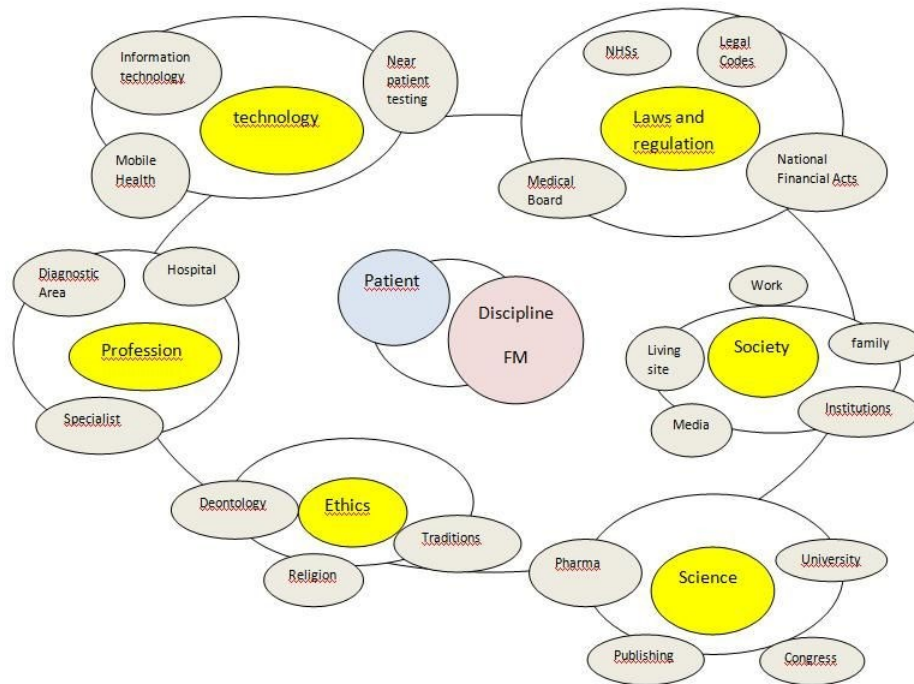 Information
technology
Near
patient
testing
technology
Mobile
Health
NHSs
Legal
Codes
Laws and
regulation
Medical
Board
National
Financial Acts
Diagnostic
Area
Hospital
Profession
Specialist
Patient
Discipline
FM
Work
Living
site
Society
family
Media
Institutions
Deontology
Ethics
Traditions
Religion
Pharma
Science
University
Publishing
Congress